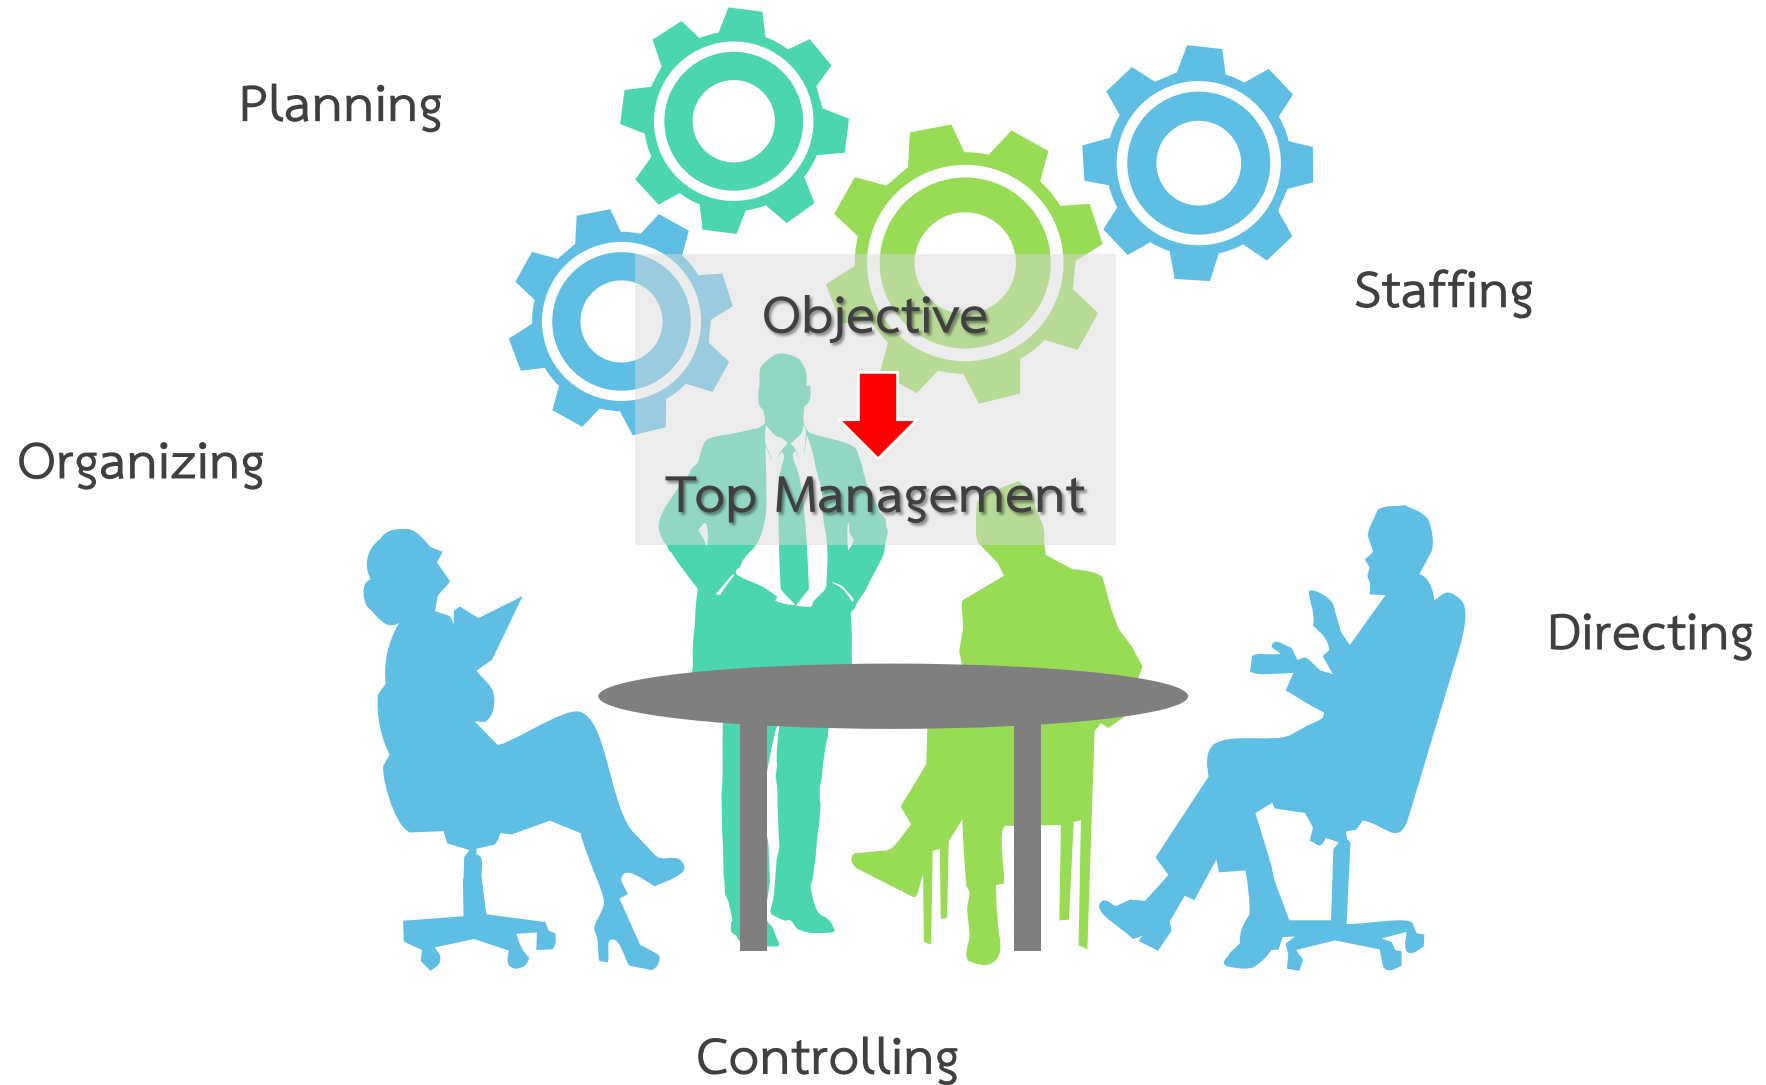 Planning
Staffing
Objective
Organizing
Top Management
Directing
Controlling